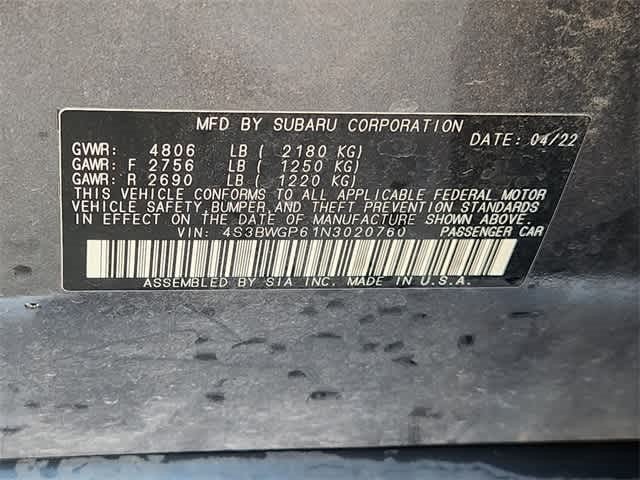 MFD BY SUBARU CORPORATION
DATE: 04/22
GVWR: 4806 LB ( 2180 KG)
GAWR: F 2756 LB ( 1250 KG)
GAWR: R 2690 LB ( 1220 KG)
THIS VEHICLE CONFORMS TO ALL APPLICABLE FEDERAL MOTOR
VEHICLE SAFETY,BUMPER, AND THEFT PREVENTION STANDARDS
IN EFFECT ON THE DATE OF MANUFACTURE SHOWN ABOVE.
VIN: 4S3BWGP61N3020760 PASSENGER CAR
ASSEMBLED BY SIA INC. MADE IN U.S.A.